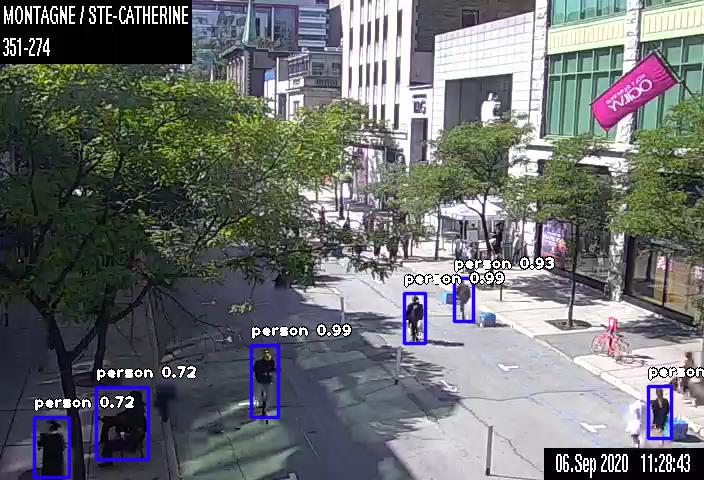 MONTAGNE / STE-CATHERINE
351-274
OGILVY
person 0.93
person 0.99
person 0.99
person 0.72
person 0.72
person
06.Sep 2020 11:28:43